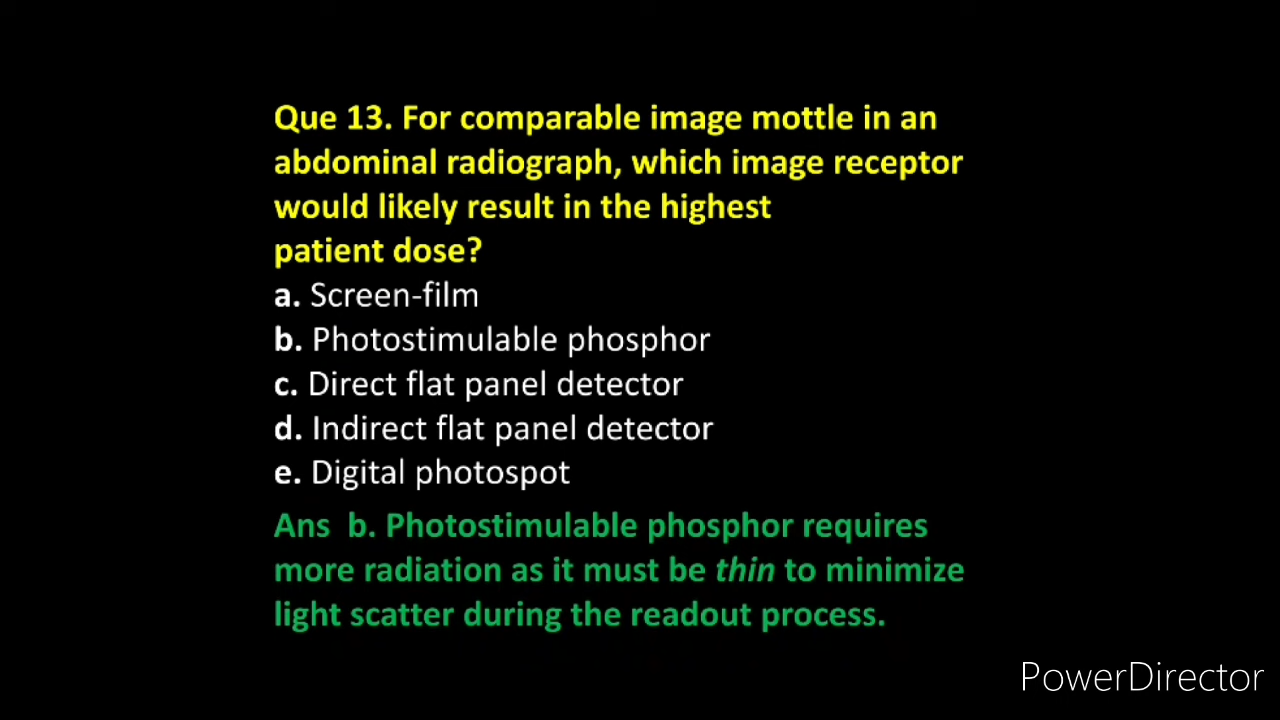 Que 13. For comparable image mottle in an
abdominal radiograph, which image receptor
would likely result in the highest
patient dose?
a. Screen-film
b. Photostimulable phosphor
c. Direct flat panel detector
d. Indirect flat panel detector
e. Digital photospot
Ans b. Photostimulable phosphor requires
more radiation as it must be thin to minimize
light scatter during the readout process.
PowerDirector